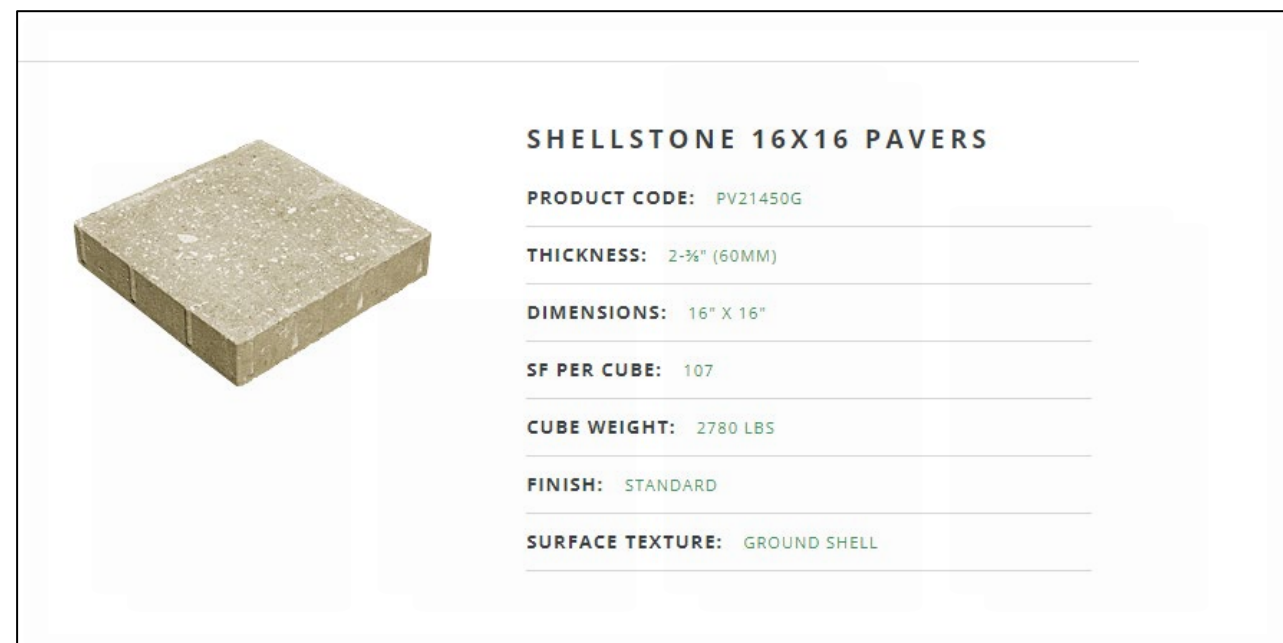 SHELLSTONE 16X16 PAVERS
PRODUCT CODE: PV21450G
THICKNESS: 2-⅜" (60MM)
DIMENSIONS: 16" X 16"
SF PER CUBE: 107
CUBE WEIGHT: 2780 LBS
FINISH: STANDARD
SURFACE TEXTURE: GROUND SHELL